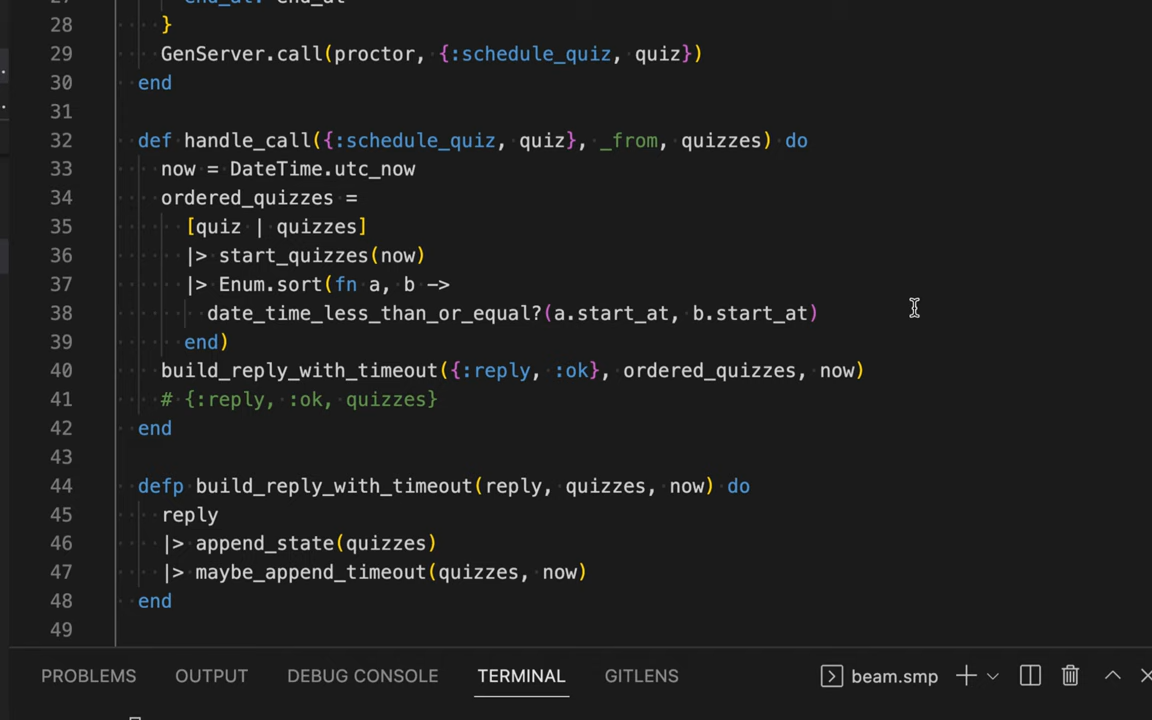 28 }
29 GenServer.call(proctor, {:schedule_quiz, quiz})
30 end
31
32 def handle_call({:schedule_quiz, quiz}, _from, quizzes) do
33 now = DateTime.utc_now
34 ordered_quizzes =
35 [quiz | quizzes]
36 |> start_quizzes(now)
37 |> Enum.sort(fn a, b ->
38 date_time_less_than_or_equal?(a.start_at, b.start_at)
39 end)
40 build_reply_with_timeout({:reply, :ok}, ordered_quizzes, now)
41 # {:reply, :ok, quizzes}
42 end
43
44 defp build_reply_with_timeout(reply, quizzes, now) do
45 reply
46 |> append_state(quizzes)
47 |> maybe_append_timeout(quizzes, now)
48 end
49
PROBLEMS OUTPUT DEBUG CONSOLE TERMINAL GITLENS beam.smp